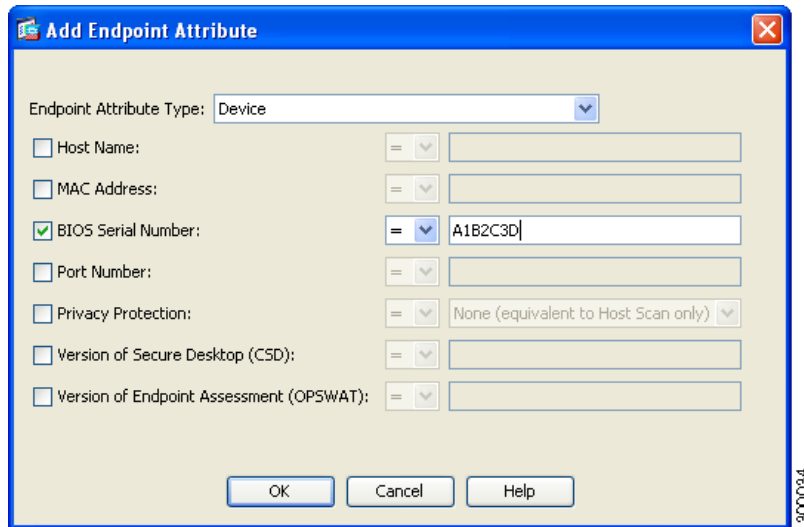 Add Endpoint Attribute
Endpoint Attribute Type: Device
Host Name: =
MAC Address: =
BIOS Serial Number: = A1B2C3D
Port Number: =
Privacy Protection: = None (equivalent to Host Scan only)
Version of Secure Desktop (CSD): =
Version of Endpoint Assessment (OPSWAT): =
OK Cancel Help
300034